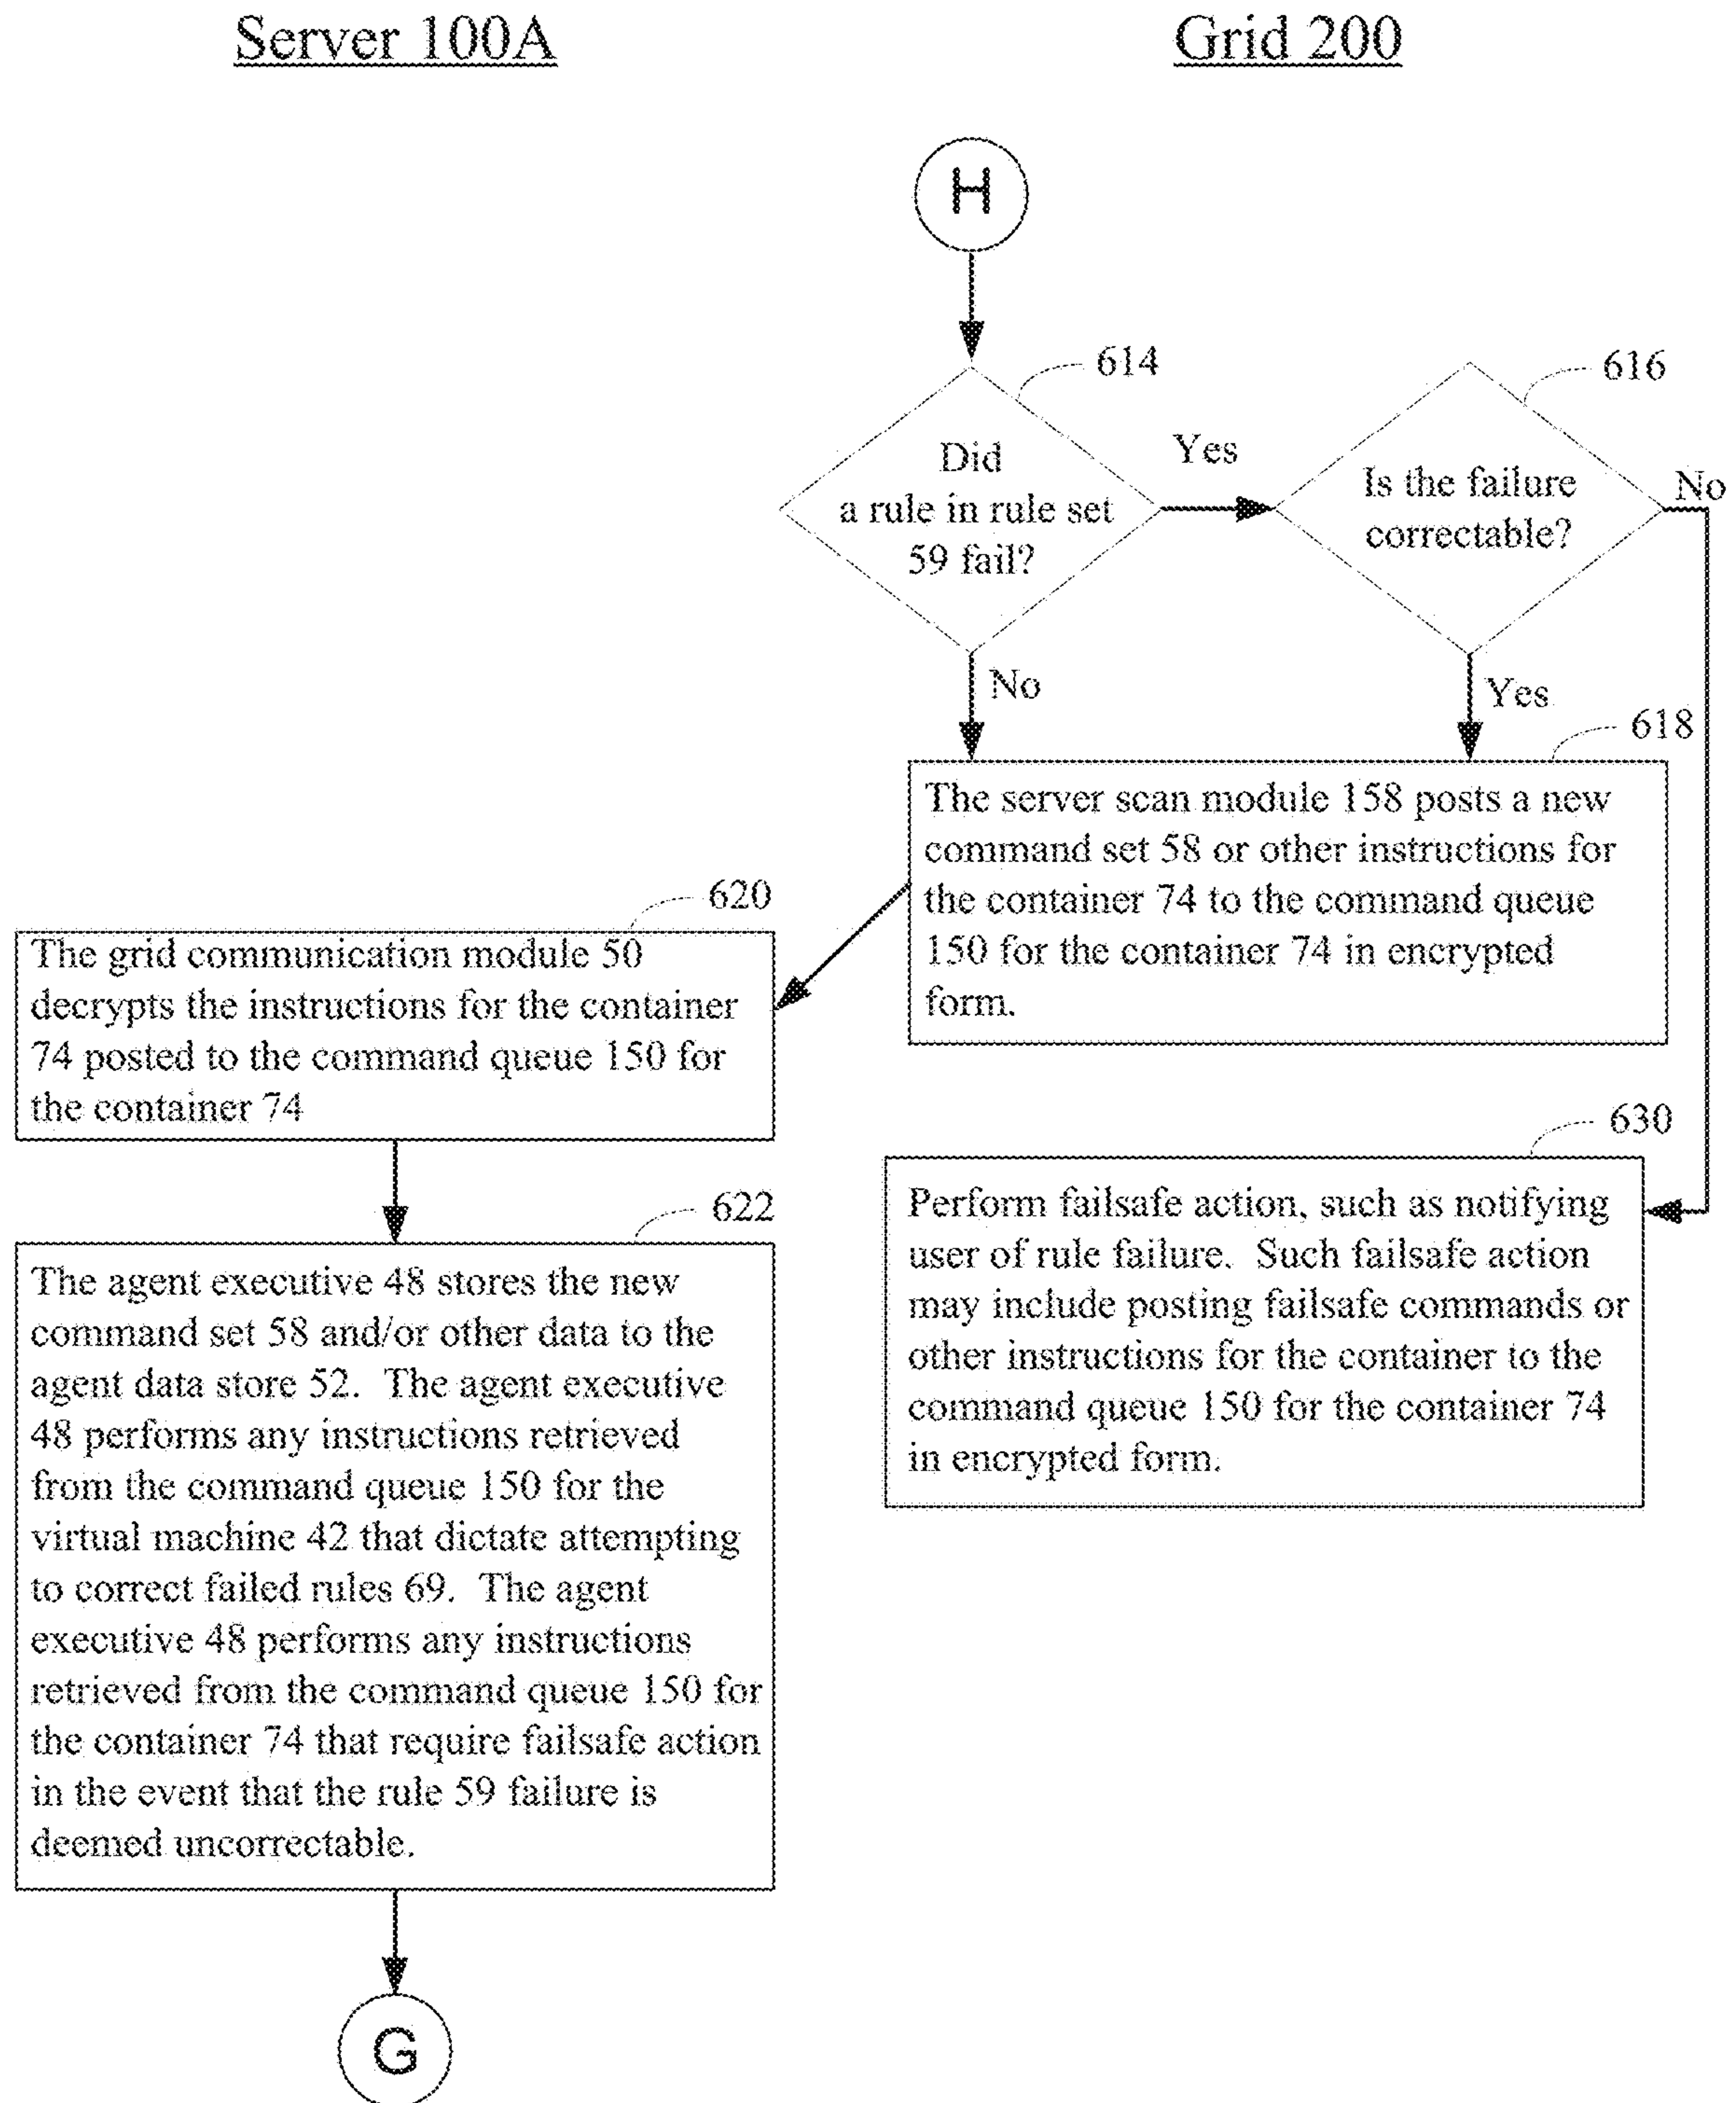 Server 100A
Grid 200
H
614
616
Did
a rule in rule set
59 fail?
Yes
Is the failure
correctable?
No
No
Yes
618
The server scan module 158 posts a new
command set 58 or other instructions for
the container 74 to the command queue
150 for the container 74 in encrypted
form.
620
The grid communication module 50
decrypts the instructions for the container
74 posted to the command queue 150 for
the container 74
630
Perform failsafe action, such as notifying
user of rule failure.  Such failsafe action
may include posting failsafe commands or
other instructions for the container to the
command queue 150 for the container 74
in encrypted form.
622
The agent executive 48 stores the new
command set 58 and/or other data to the
agent data store 52.  The agent executive
48 performs any instructions retrieved
from the command queue 150 for the
virtual machine 42 that dictate attempting
to correct failed rules 69.  The agent
executive 48 performs any instructions
retrieved from the command queue 150 for
the container 74 that require failsafe action
in the event that the rule 59 failure is
deemed uncorrectable.
G